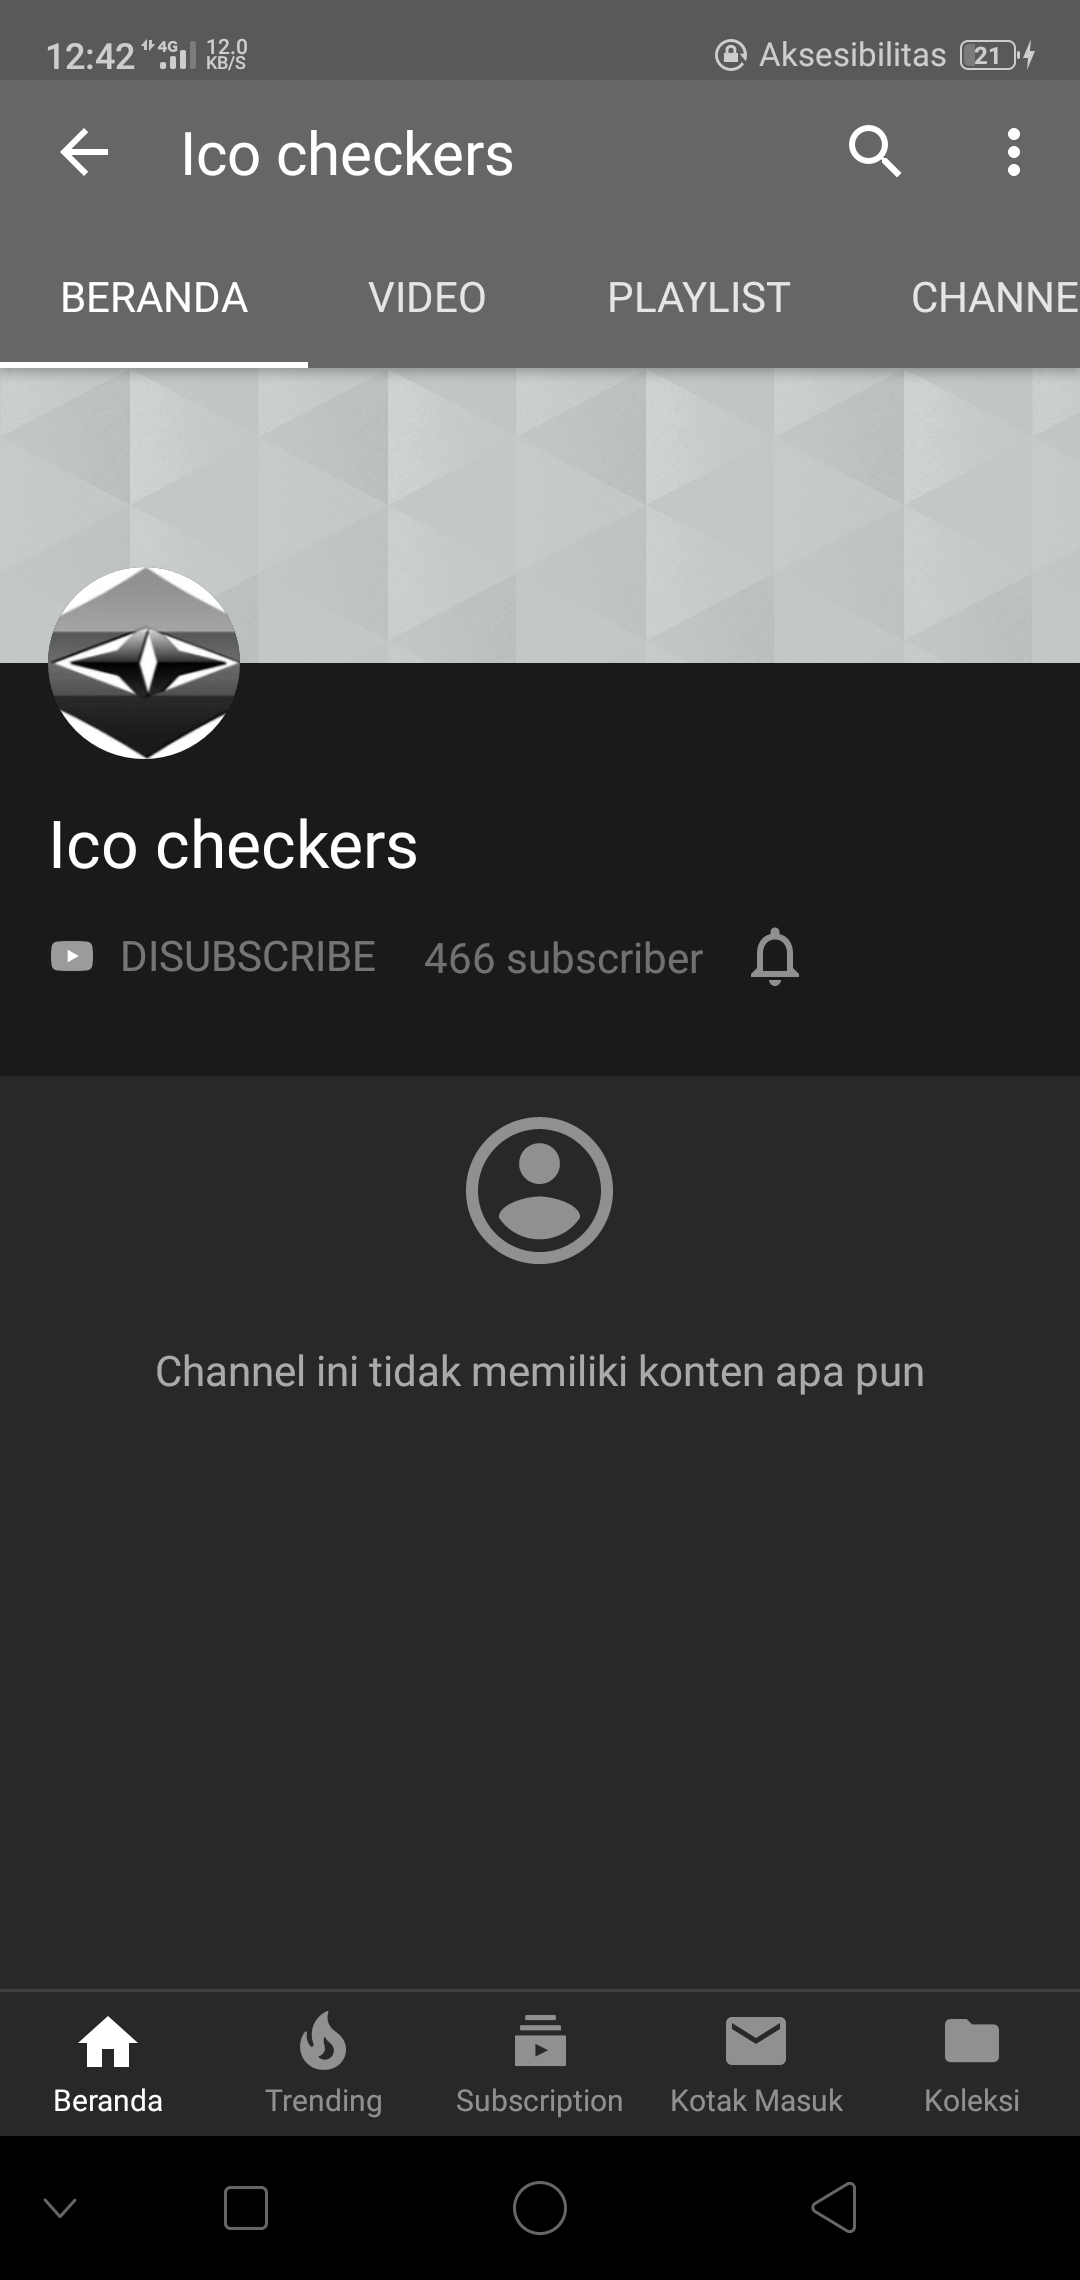 12:42 4G 12.0 KB/S Aksesibilitas 21
Ico checkers
BERANDA VIDEO PLAYLIST CHANNE
Ico checkers
DISUBSCRIBE 466 subscriber
Channel ini tidak memiliki konten apa pun
Beranda Trending Subscription Kotak Masuk Koleksi